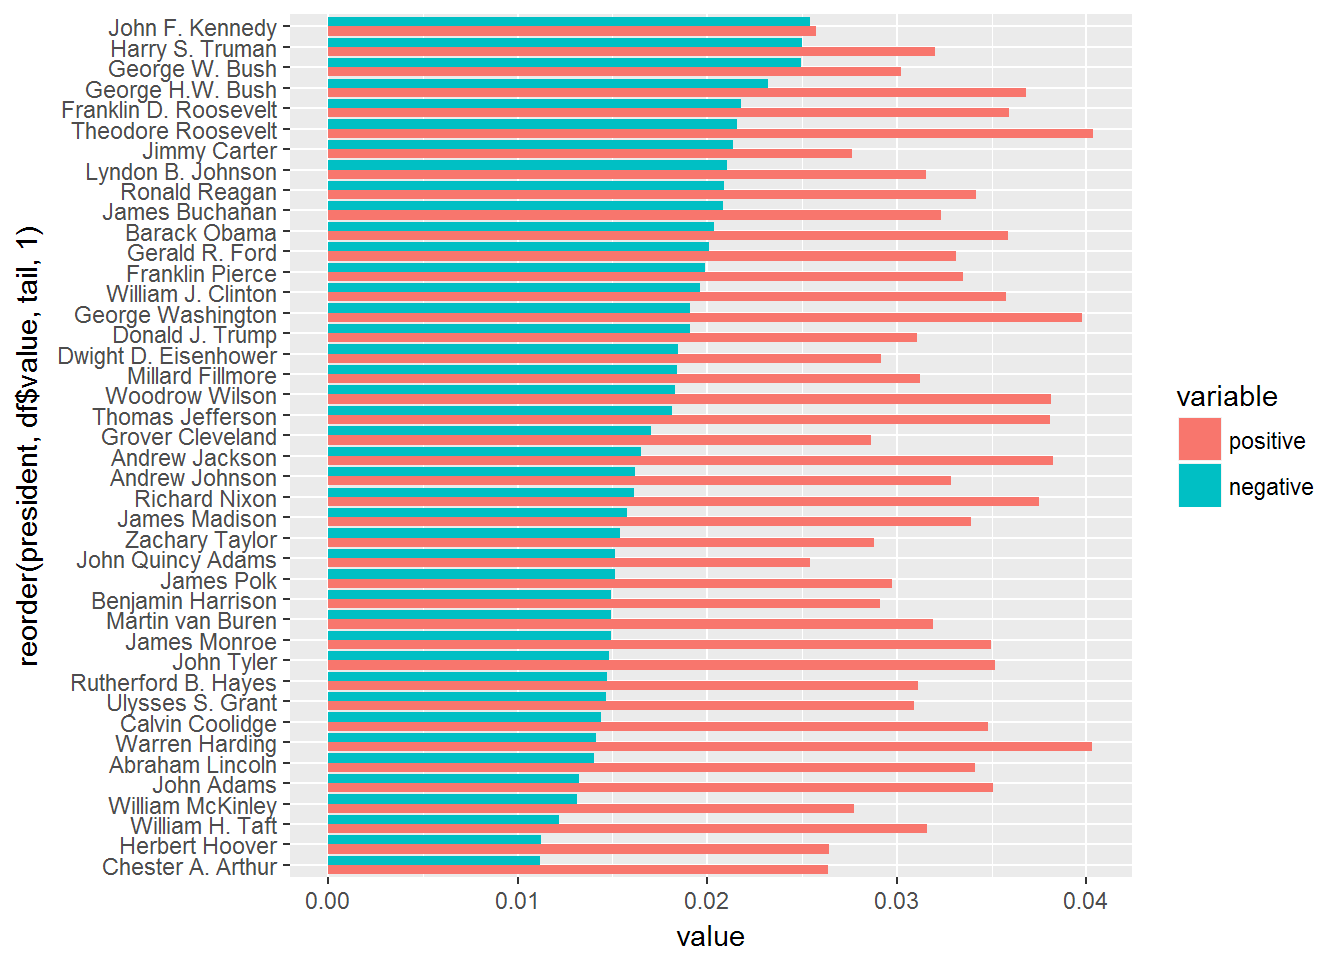 reorder(president, df$value, tail, 1)
John F. Kennedy
Harry S. Truman
George W. Bush
George H.W. Bush
Franklin D. Roosevelt
Theodore Roosevelt
Jimmy Carter
Lyndon B. Johnson
Ronald Reagan
James Buchanan
Barack Obama
Gerald R. Ford
Franklin Pierce
William J. Clinton
George Washington
Donald J. Trump
Dwight D. Eisenhower
Millard Fillmore
Woodrow Wilson
Thomas Jefferson
Grover Cleveland
Andrew Jackson
Andrew Johnson
Richard Nixon
James Madison
Zachary Taylor
John Quincy Adams
James Polk
Benjamin Harrison
Martin van Buren
James Monroe
John Tyler
Rutherford B. Hayes
Ulysses S. Grant
Calvin Coolidge
Warren Harding
Abraham Lincoln
John Adams
William McKinley
William H. Taft
Herbert Hoover
Chester A. Arthur
0.00 0.01 0.02 0.03 0.04
value
variable
positive
negative